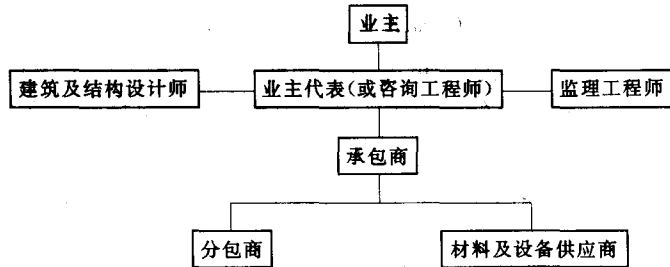 业主
建筑及结构设计师
业主代表(或咨询工程师)
监理工程师
承包商
分包商
材料及设备供应商